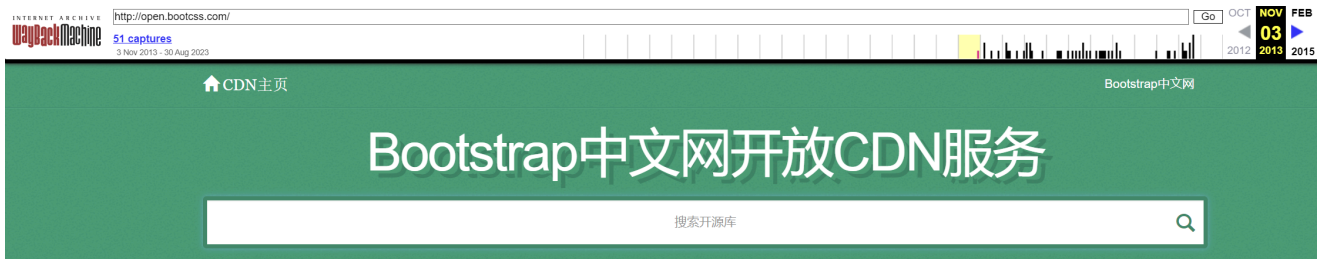 INTERNET ARCHIVE
WayBackMachine
http://open.bootcss.com/
Go
51 captures
3 Nov 2013 - 30 Aug 2023
OCT NOV FEB
03
2012 2013 2015
CDN主页
Bootstrap中文网
Bootstrap中文网开放CDN服务
搜索开源库